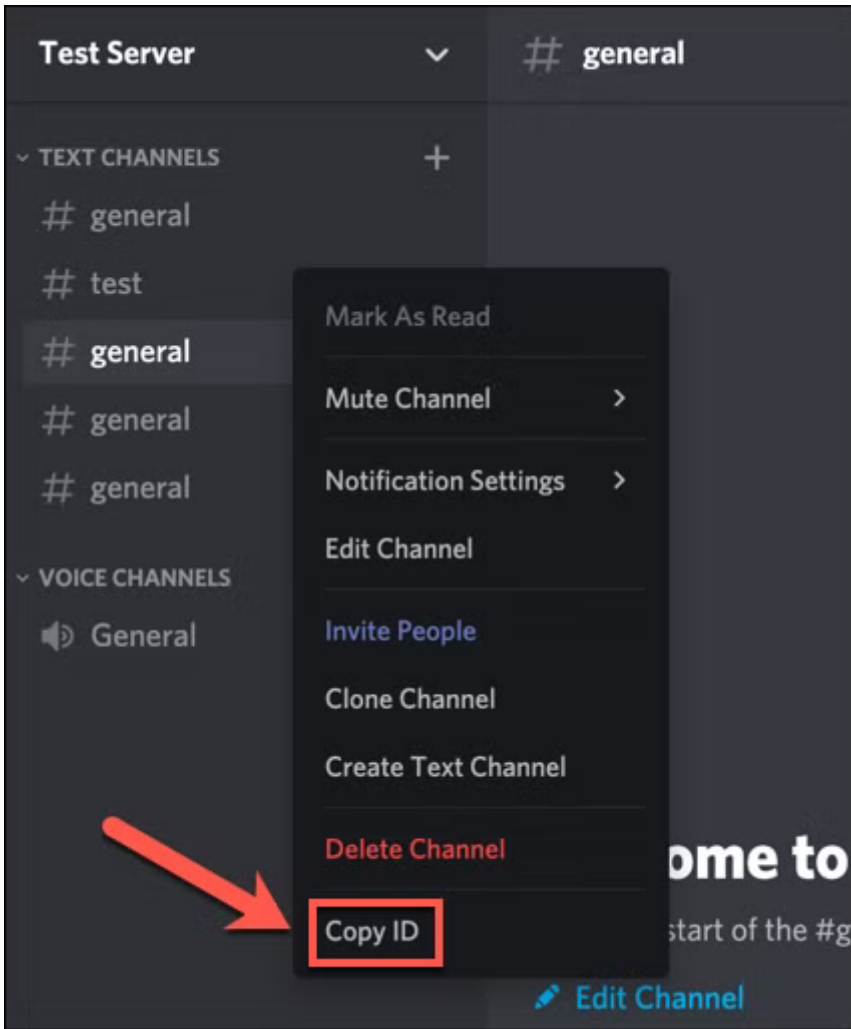 Test Server
# general
TEXT CHANNELS
# general
# test
# general
# general
# general
VOICE CHANNELS
General
Mark As Read
Mute Channel
Notification Settings
Edit Channel
Invite People
Clone Channel
Create Text Channel
Delete Channel
Copy ID
ome to
start of the #g
Edit Channel